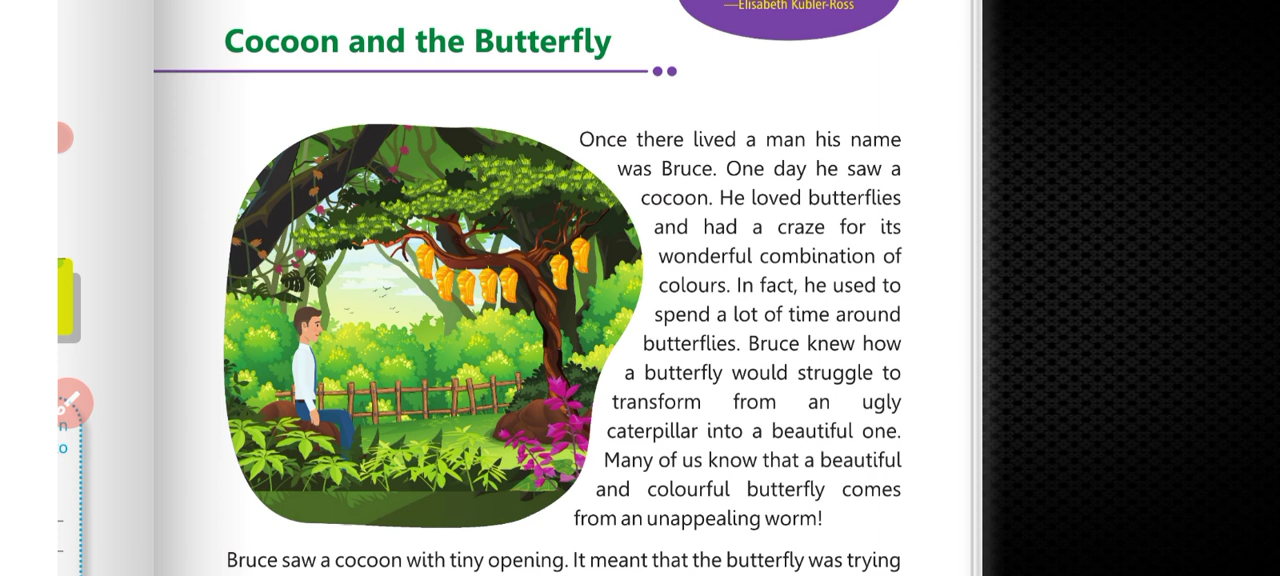 —Elisabeth Kubler-Ross
Cocoon and the Butterfly
Once there lived a man his name
was Bruce. One day he saw a
cocoon. He loved butterflies
and had a craze for its
wonderful combination of
colours. In fact, he used to
spend a lot of time around
butterflies. Bruce knew how
a butterfly would struggle to
transform from an ugly
caterpillar into a beautiful one.
Many of us know that a beautiful
and colourful butterfly comes
from an unappealing worm!
Bruce saw a cocoon with tiny opening. It meant that the butterfly was trying